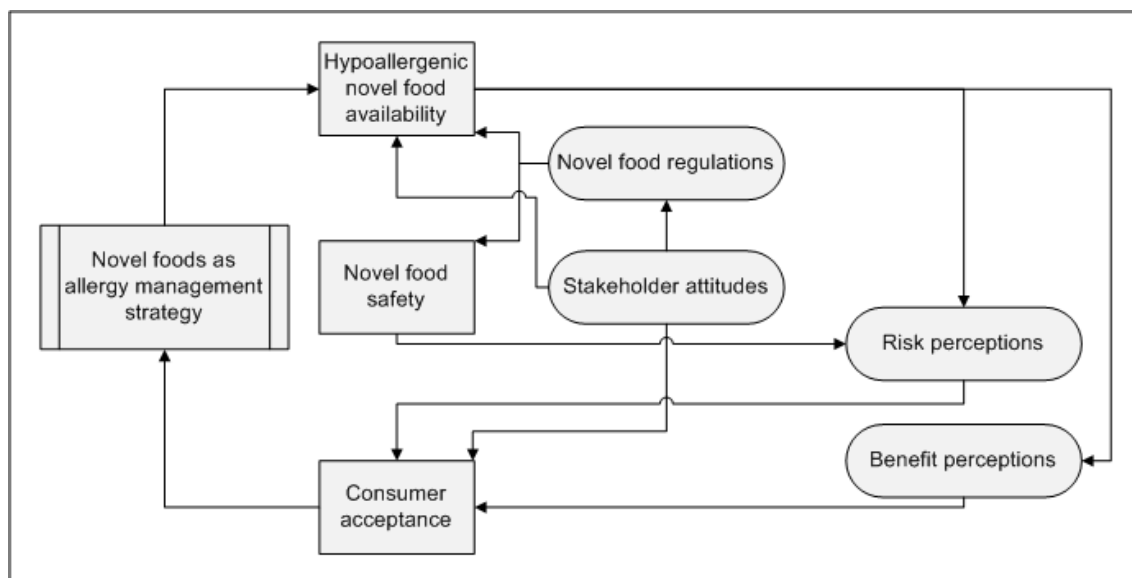 Hypoallergenic
novel food
availability
Novel food regulations
Novel foods as
allergy management
strategy
Novel food
safety
Stakeholder attitudes
Risk perceptions
Benefit perceptions
Consumer
acceptance